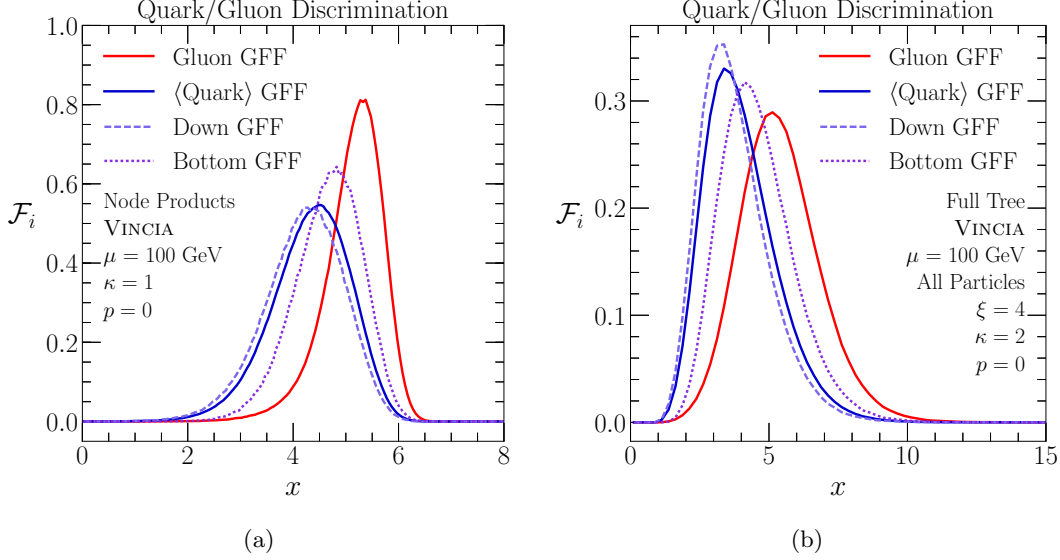 Quark/Gluon Discrimination
1.0
0.8
0.6
0.4
0.2
0.0
ℱᵢ
Gluon GFF
⟨Quark⟩ GFF
Down GFF
Bottom GFF
Node Products
VINCIA
μ = 100 GeV
κ = 1
p = 0
0 2 4 6 8
x
(a)
Quark/Gluon Discrimination
0.3
0.2
0.1
0.0
ℱᵢ
Gluon GFF
⟨Quark⟩ GFF
Down GFF
Bottom GFF
Full Tree
VINCIA
μ = 100 GeV
All Particles
ξ = 4
κ = 2
p = 0
0 5 10 15
x
(b)